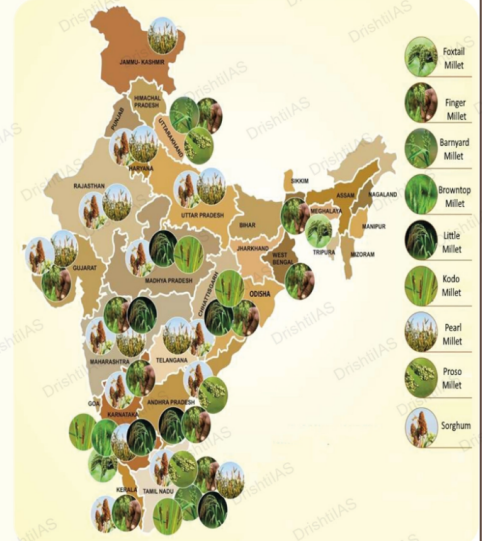 JAMMU- KASHMIR
HIMACHAL
PRADESH
PUNJAB
UTTARAKHAND
HARYANA
RAJASTHAN
UTTAR PRADESH
SIKKIM
ASSAM
NAGALAND
MEGHALAYA
MANIPUR
BIHAR
TRIPURA
MIZORAM
JHARKHAND
WEST
BENGAL
GUJARAT
MADHYA PRADESH
CHHATTISGARH
ODISHA
MAHARASHTRA
TELANGANA
GOA
KARNATAKA
ANDHRA PRADESH
KERALA
TAMIL NADU
Foxtail
Millet
Finger
Millet
Barnyard
Millet
Browntop
Millet
Little
Millet
Kodo
Millet
Pearl
Millet
Proso
Millet
Sorghum
DrishtiIAS